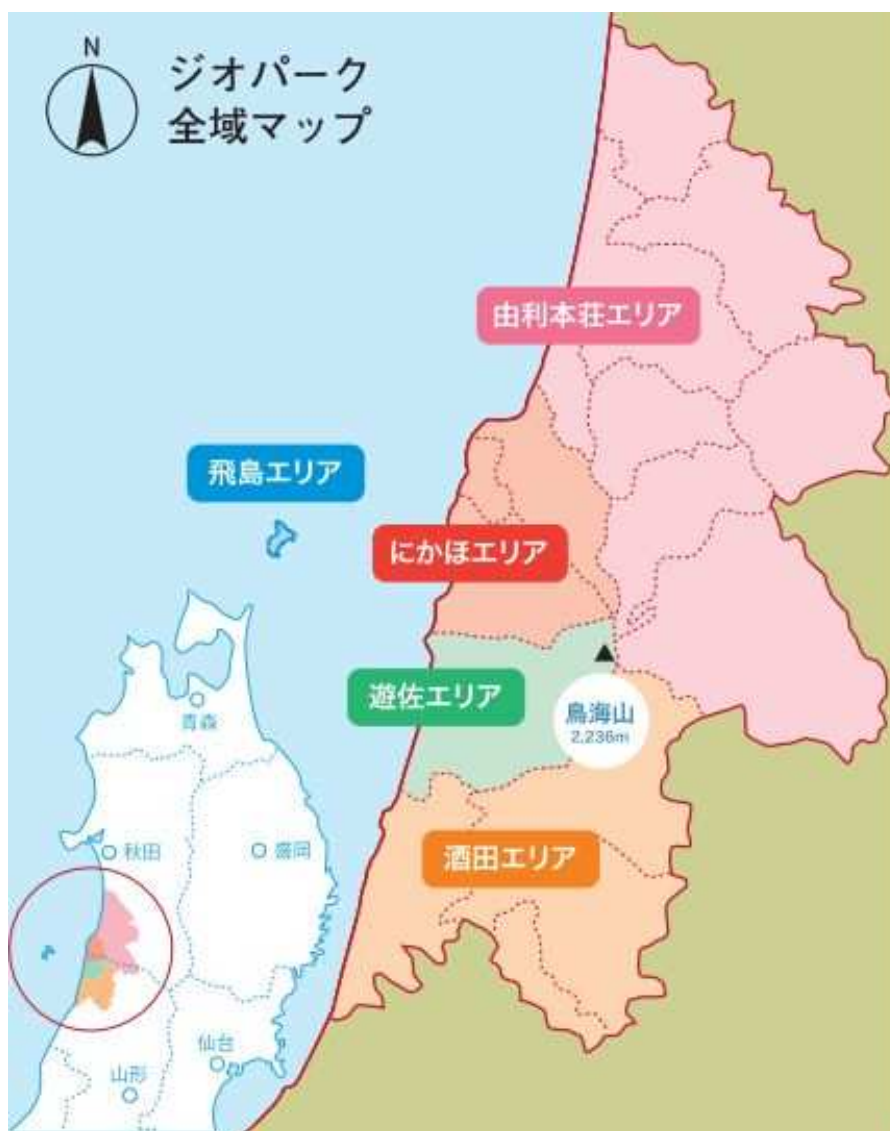 N
ジオパーク
全域マップ
由利本荘エリア
飛島エリア
にかほエリア
遊佐エリア
鳥海山
2,236m
酒田エリア
青森
秋田
盛岡
仙台
山形